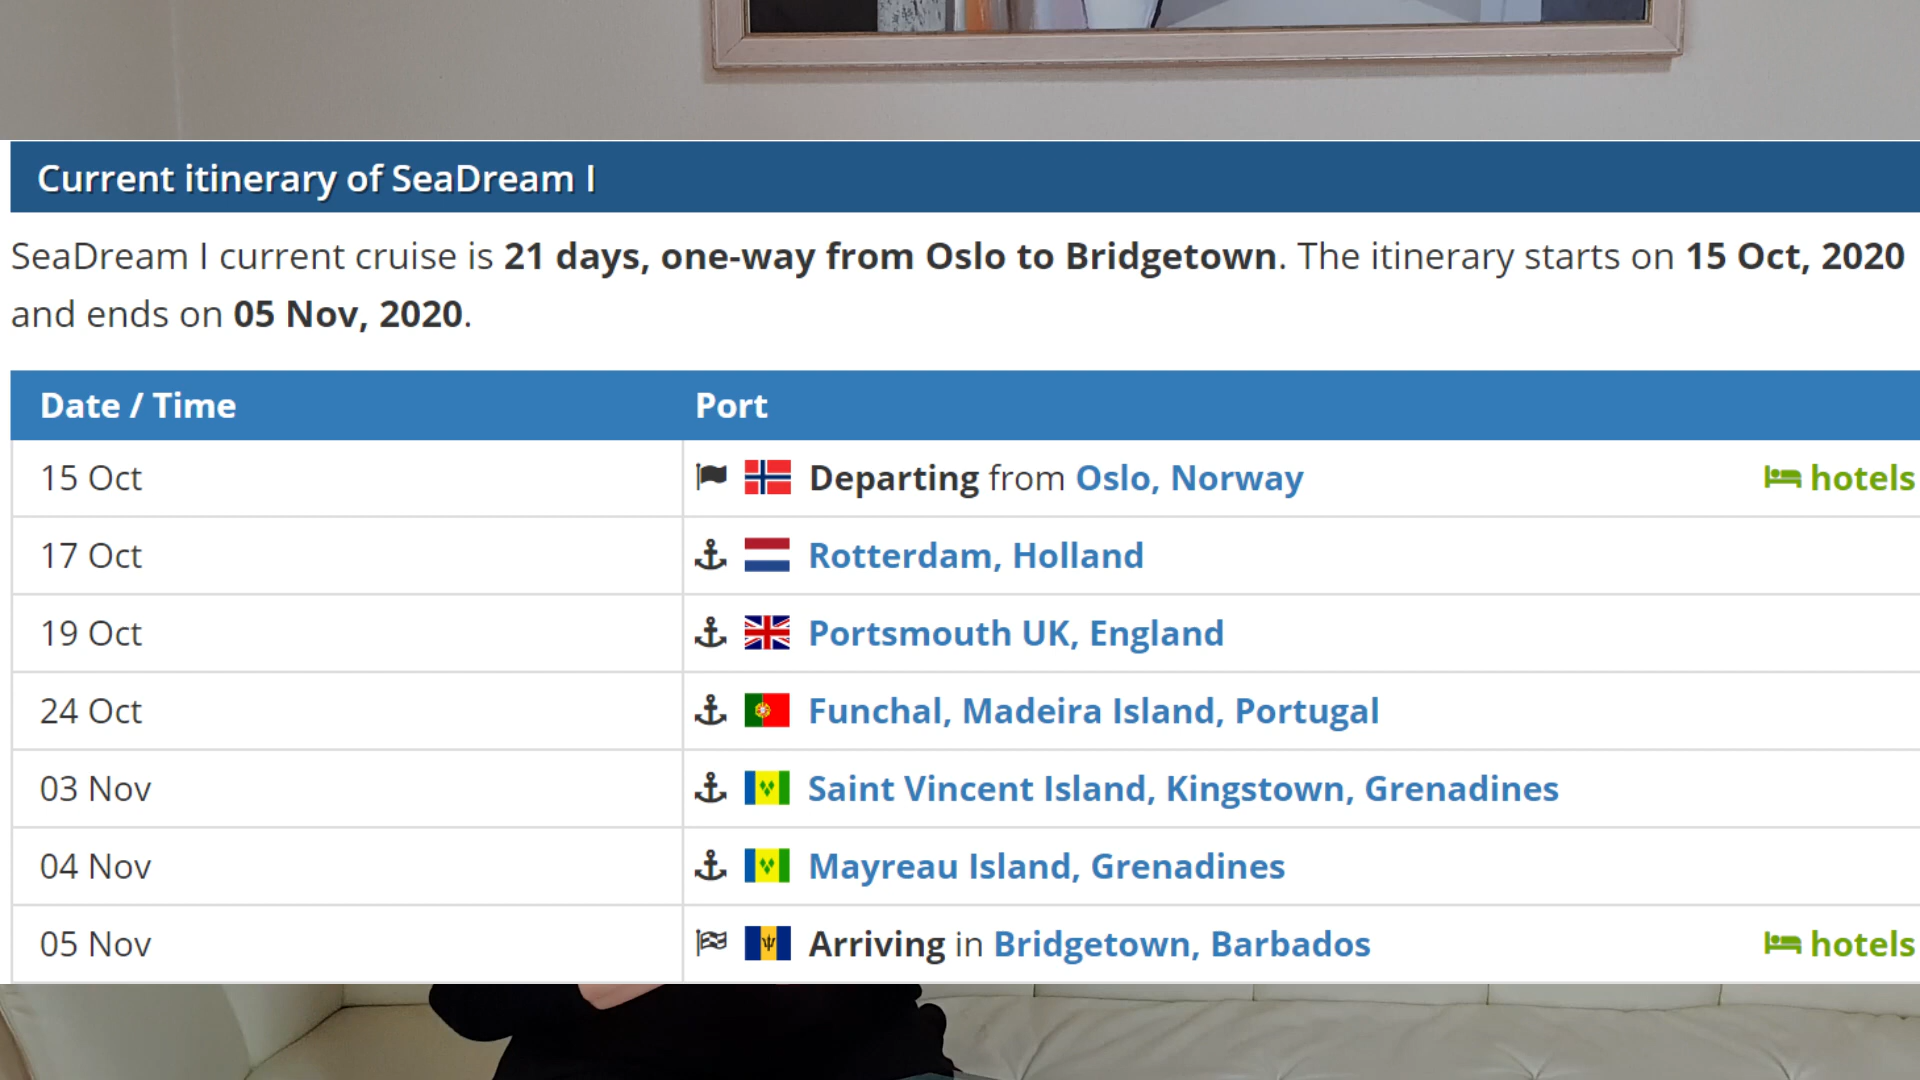 Current itinerary of SeaDream I
SeaDream I current cruise is 21 days, one-way from Oslo to Bridgetown. The itinerary starts on 15 Oct, 2020
and ends on 05 Nov, 2020.
Date / Time Port
15 Oct Departing from Oslo, Norway hotels
17 Oct Rotterdam, Holland
19 Oct Portsmouth UK, England
24 Oct Funchal, Madeira Island, Portugal
03 Nov Saint Vincent Island, Kingstown, Grenadines
04 Nov Mayreau Island, Grenadines
05 Nov Arriving in Bridgetown, Barbados hotels